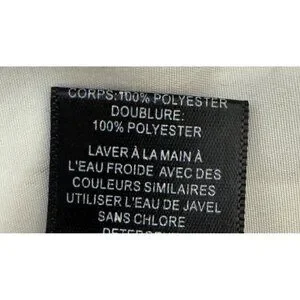 CORPS:100% POLYESTER
DOUBLURE:
100% POLYESTER
LAVER À LA MAIN À
L'EAU FROIDE AVEC DES
COULEURS SIMILAIRES
UTILISER L'EAU DE JAVEL
SANS CHLORE